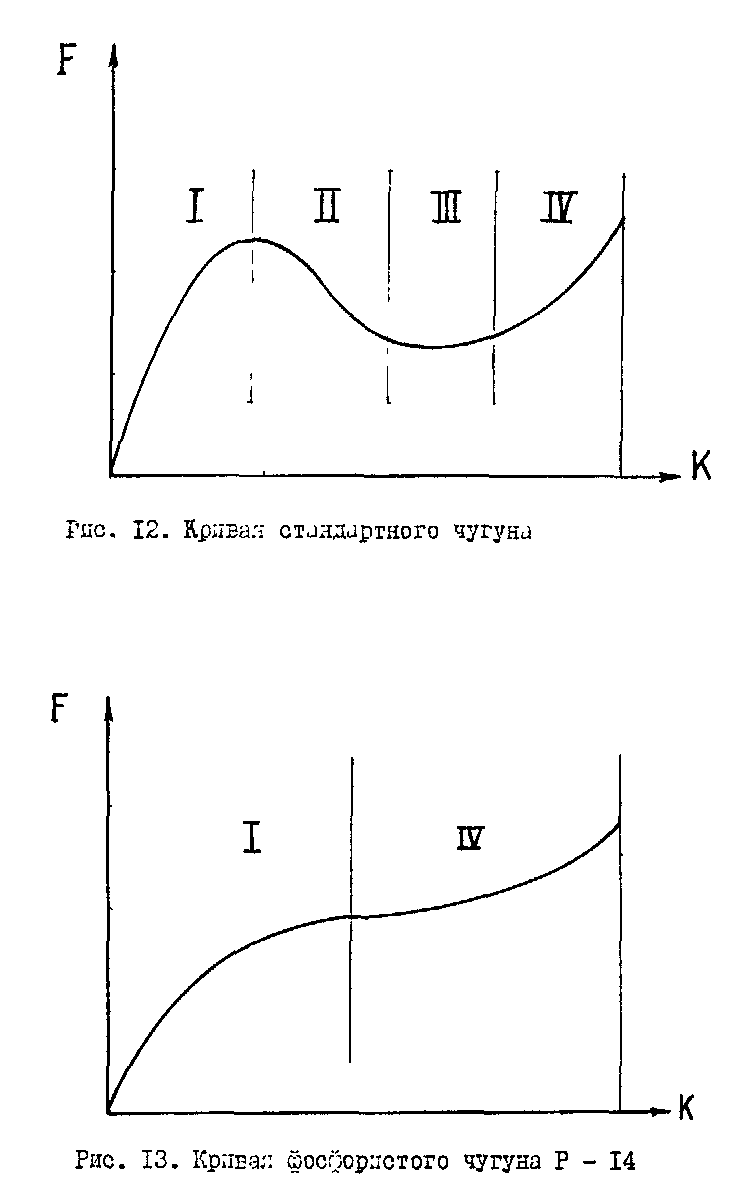 F
I II III IV
K
Рис. 12. Кривая стандартного чугуна
F
I IV
K
Рис. 13. Кривая фосфористого чугуна Р - 14